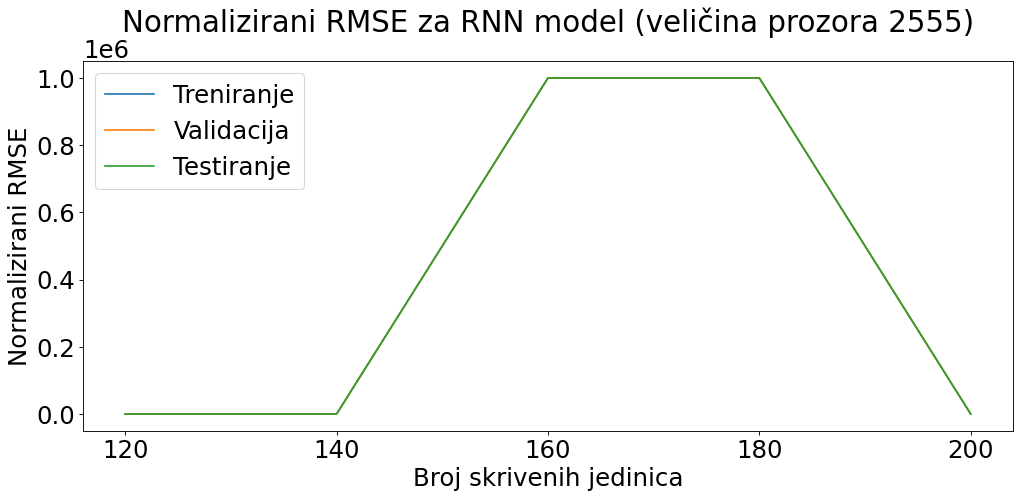 Normalizirani RMSE za RNN model (veličina prozora 2555)
1e6
1.0
0.8
0.6
0.4
0.2
0.0
Normalizirani RMSE
Treniranje
Validacija
Testiranje
120 140 160 180 200
Broj skrivenih jedinica